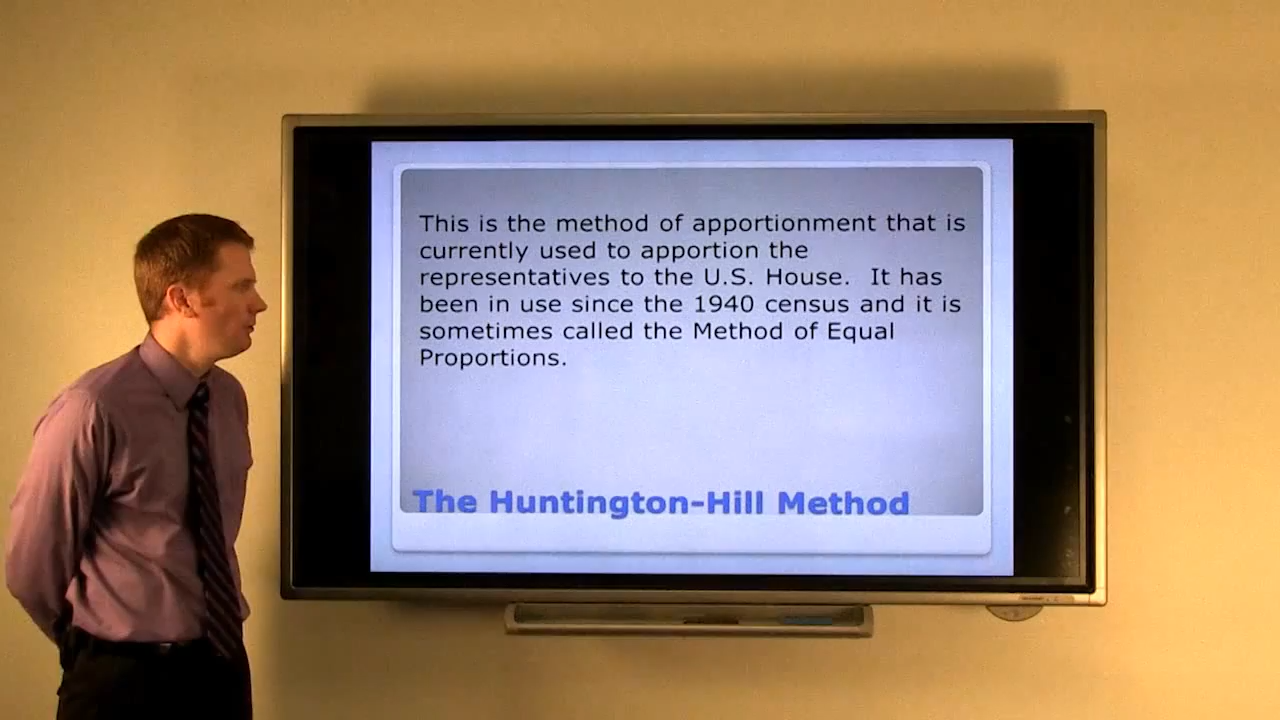 This is the method of apportionment that is
currently used to apportion the
representatives to the U.S. House.  It has
been in use since the 1940 census and it is
sometimes called the Method of Equal
Proportions.
The Huntington-Hill Method